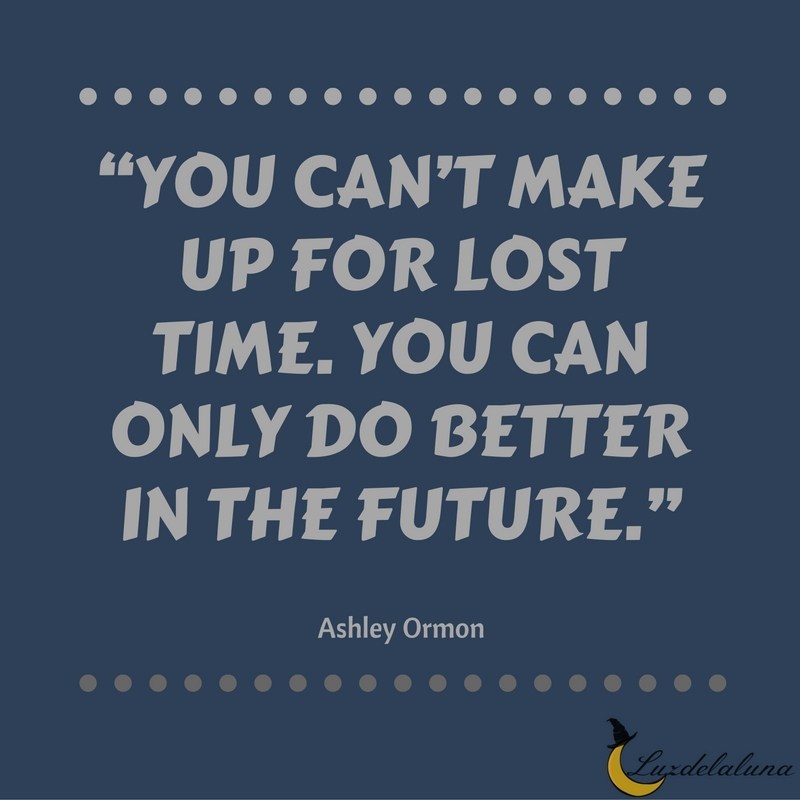 “YOU CAN’T MAKE
UP FOR LOST
TIME. YOU CAN
ONLY DO BETTER
IN THE FUTURE.”
Ashley Ormon
Luzdelaluna